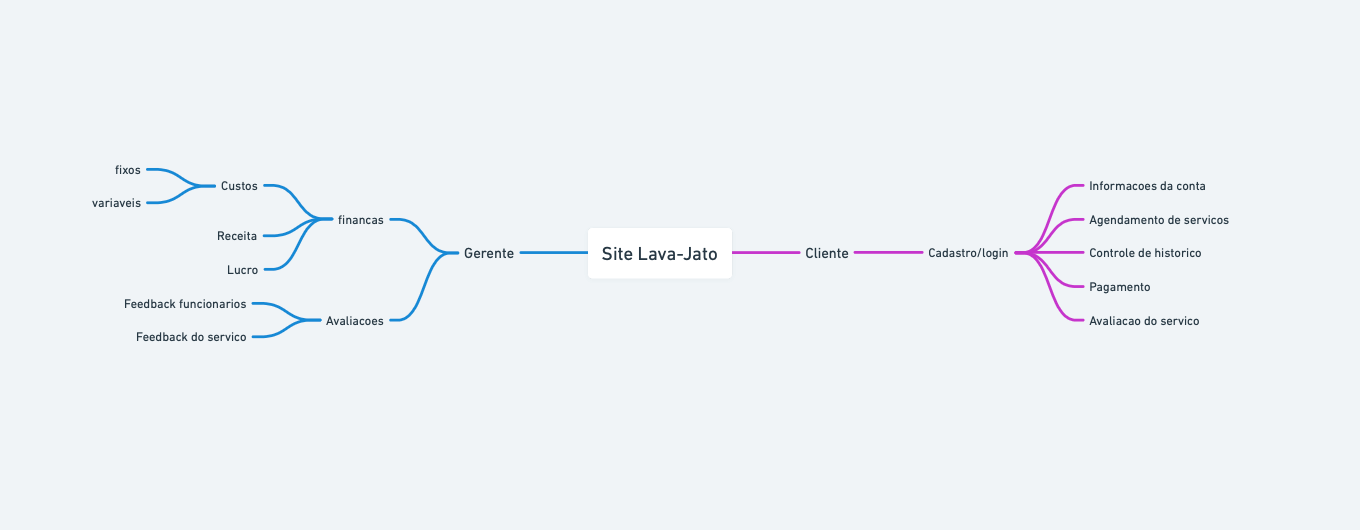 Site Lava-Jato
Gerente
financas
Custos
fixos
variaveis
Receita
Lucro
Avaliacoes
Feedback funcionarios
Feedback do servico
Cliente
Cadastro/login
Informacoes da conta
Agendamento de servicos
Controle de historico
Pagamento
Avaliacao do servico